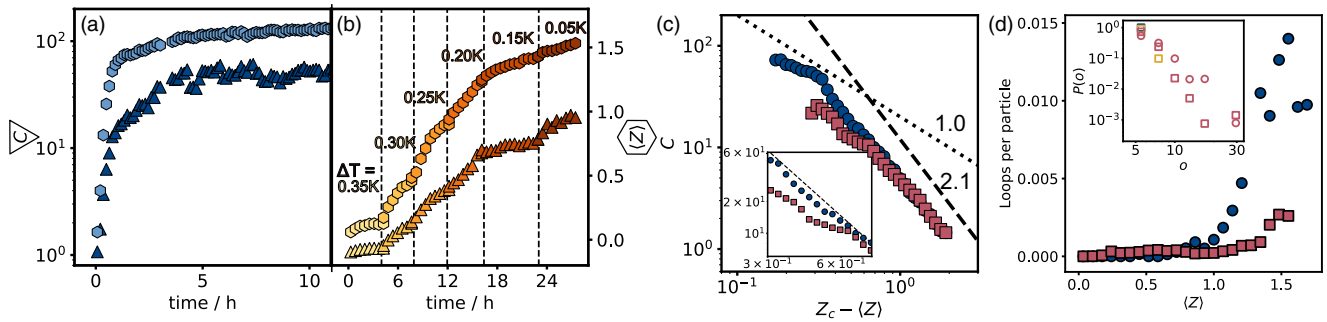 (a)
10²
10¹
10⁰
C
0
5
10
time / h
(b)
0.05K
0.15K
0.20K
0.25K
0.30K
ΔT =
0.35K
1.5
1.0
0.5
0.0
⟨Z⟩
0 6 12 18 24
time / h
(c)
10²
10¹
10⁰
C
1.0
2.1
6 × 10¹
2 × 10¹
10¹
3 × 10⁻¹
6 × 10⁻¹
10⁻¹
10⁰
Z_c − ⟨Z⟩
(d)
0.015
0.010
0.005
0.000
Loops per particle
10⁰
10⁻¹
10⁻³
P(o)
5
10
30
o
0.0 0.5 1.0 1.5
⟨Z⟩